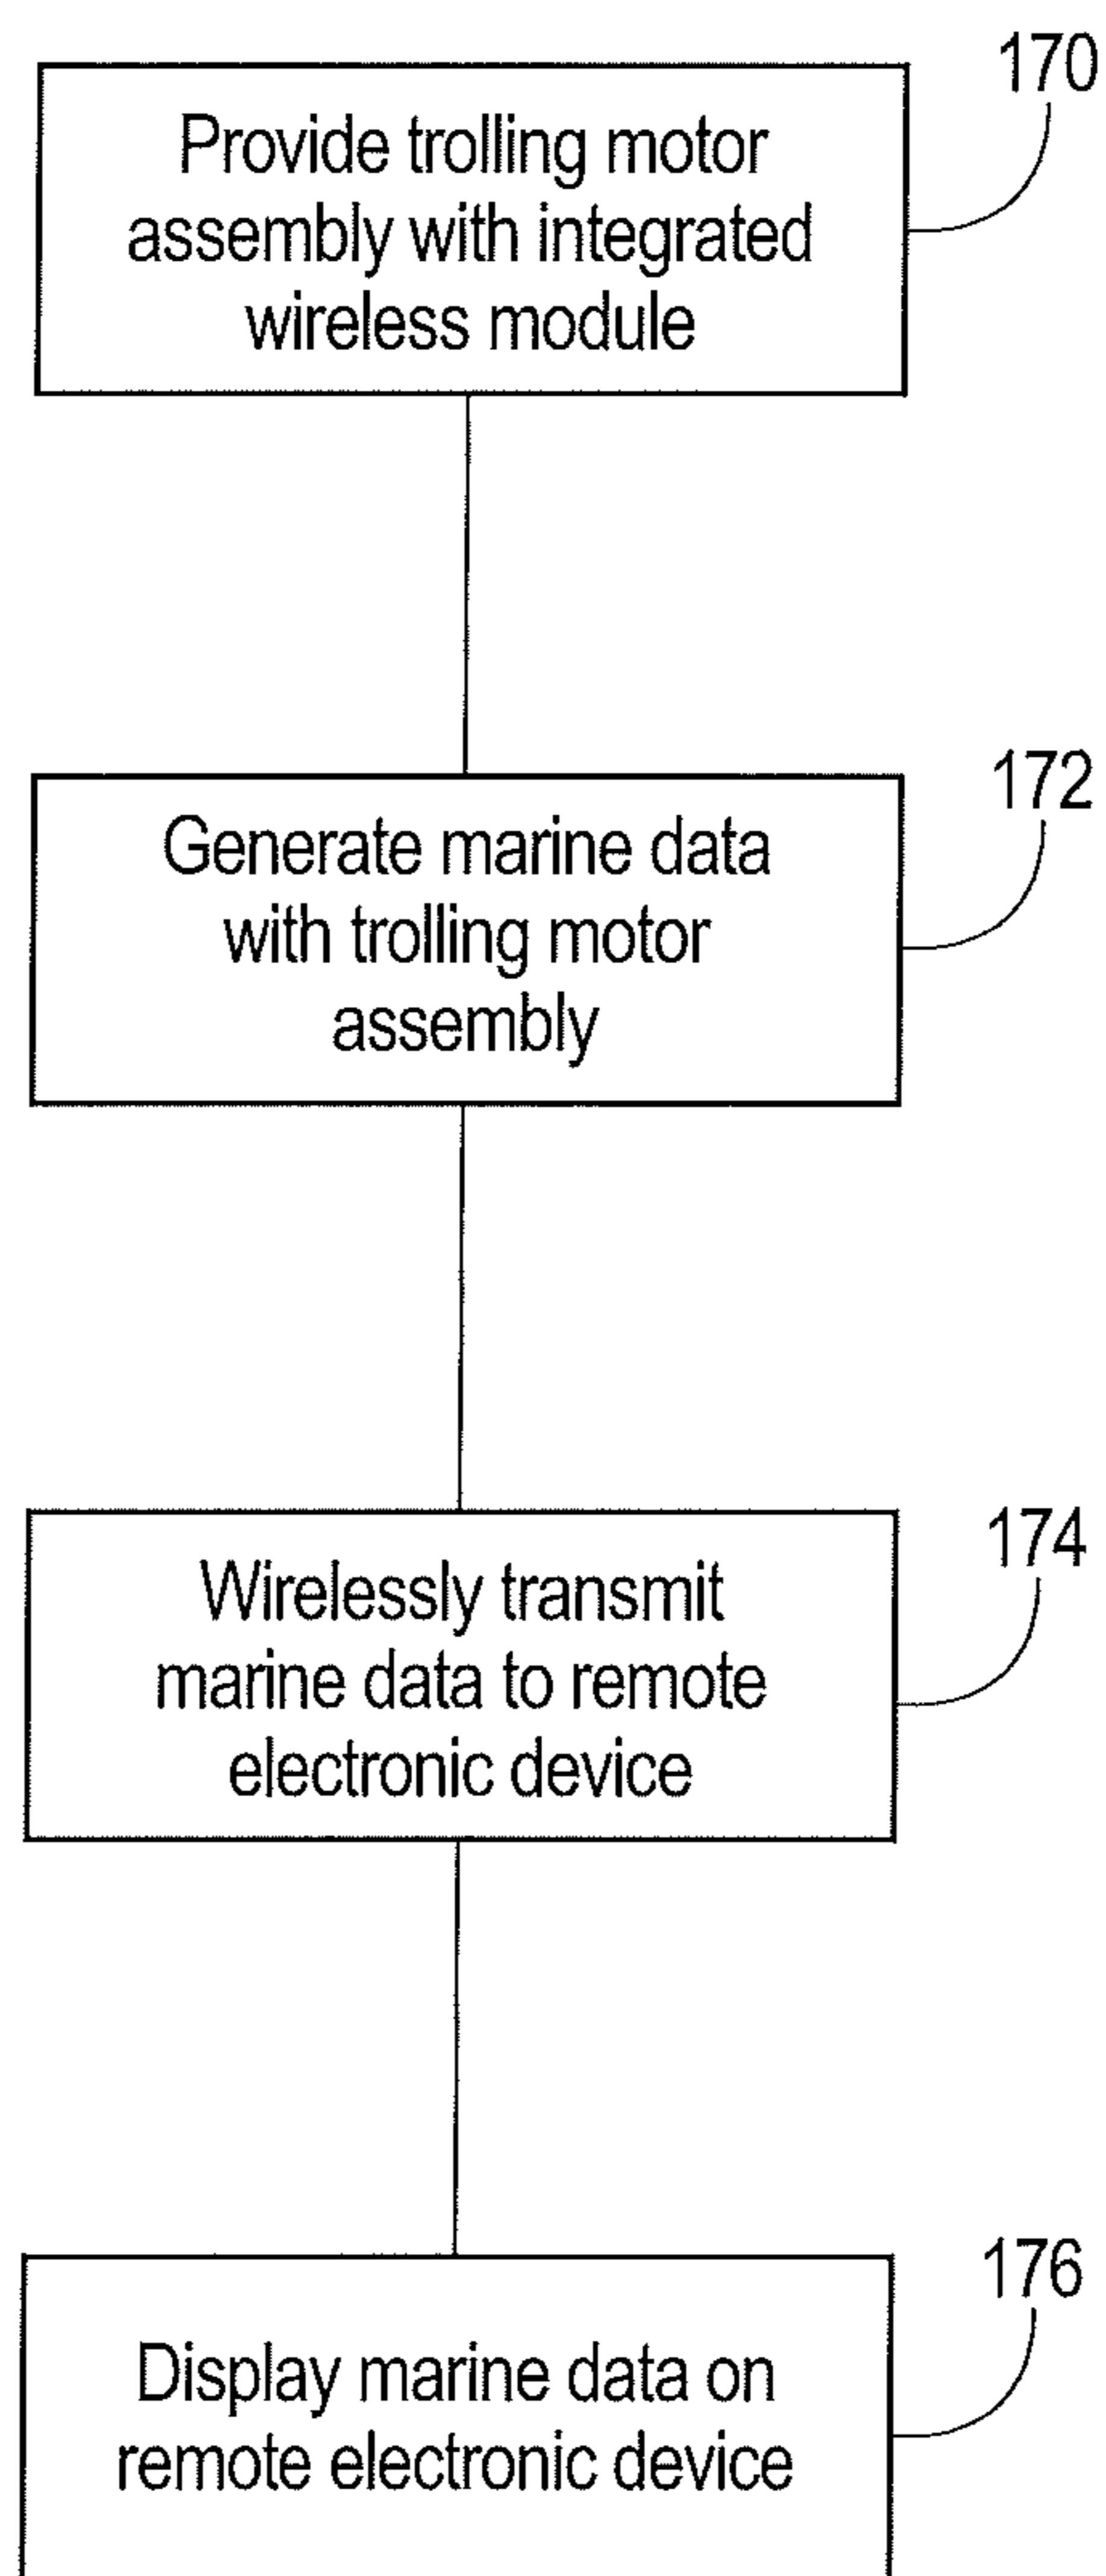 170
Provide trolling motor
assembly with integrated
wireless module
172
Generate marine data
with trolling motor
assembly
174
Wirelessly transmit
marine data to remote
electronic device
176
Display marine data on
remote electronic device